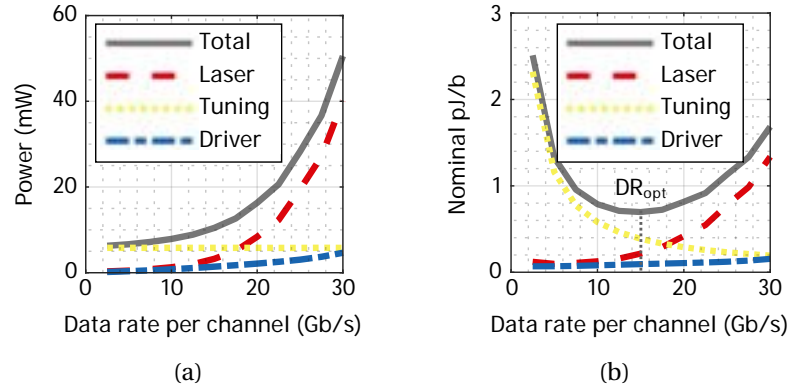 60
40
20
0
Power (mW)
Total
Laser
Tuning
Driver
0
10
20
30
Data rate per channel (Gb/s)
(a)
3
2
1
0
Nominal pJ/b
Total
Laser
Tuning
Driver
DRopt
0
10
20
30
Data rate per channel (Gb/s)
(b)